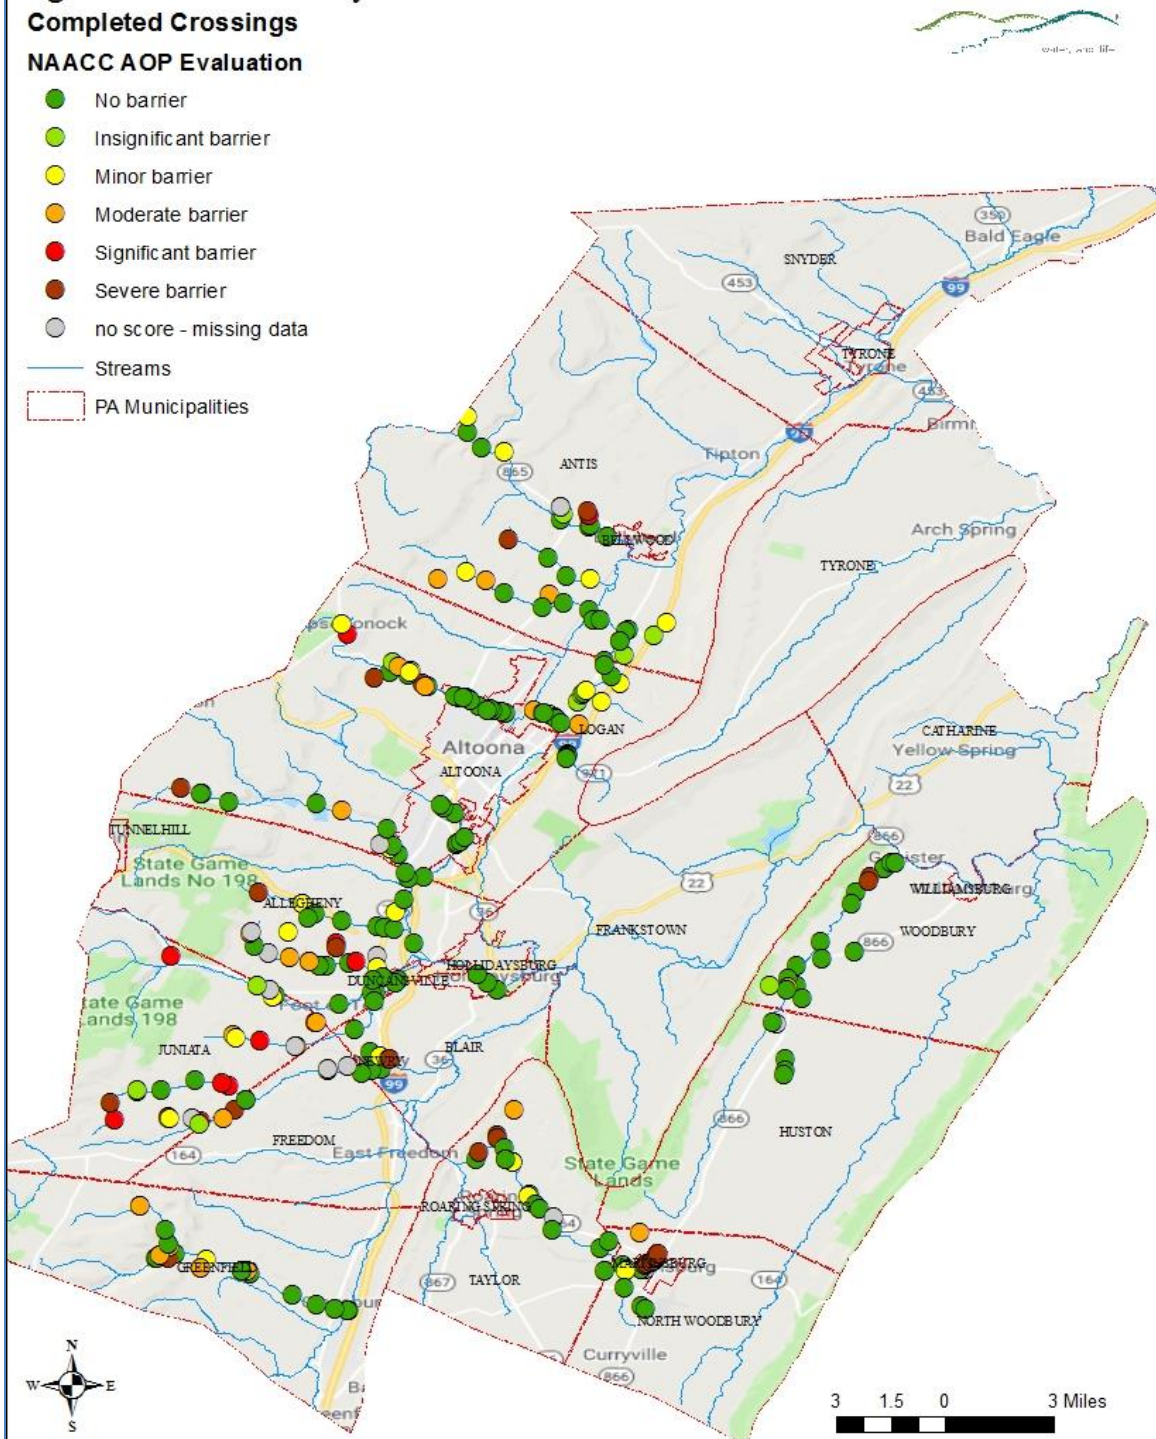 Completed Crossings
NAACC AOP Evaluation
No barrier
Insignificant barrier
Minor barrier
Moderate barrier
Significant barrier
Severe barrier
no score - missing data
Streams
PA Municipalities
350
Bald Eagle
SNYDER
453
99
TYRONE
Tyrone
453
Tipton
ANTIS
865
BELLWOOD
Arch Spring
TYRONE
LOGAN
CATHARINE
Yellow Spring
Altoona
ALTOONA
22
866
TUNNELHILL
State Game
Lands No 198
22
WILLIAMSBURG
ALLEGHENY
36
FRANKSTOWN
WOODBURY
866
HOLLIDAYSBURG
DUNCANSVILLE
JUNIATA
BLAIR
36
NEWRY
99
866
HUSTON
FREEDOM
East Freedom
164
State Game
Lands
ROARING SPRING
MARTINSBURG
GREENFIELD
TAYLOR
867
164
NORTH WOODBURY
Curryville
866
N
W E
S
3 1.5 0 3 Miles